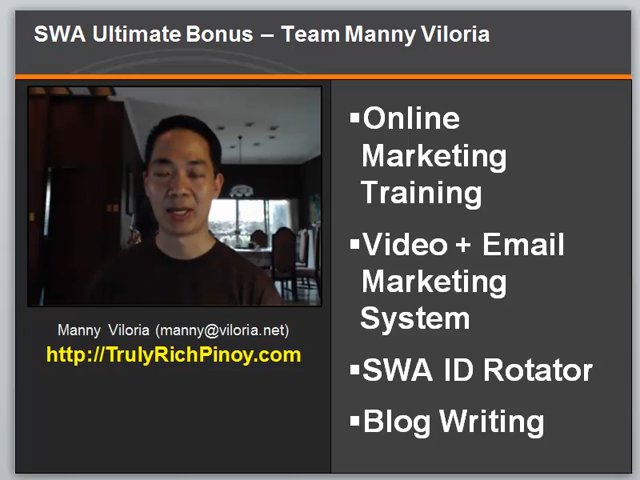 SWA Ultimate Bonus – Team Manny Viloria
Manny Viloria (manny@viloria.net)
http://TrulyRichPinoy.com
▪Online
Marketing
Training
▪Video + Email
Marketing
System
▪SWA ID Rotator
▪Blog Writing